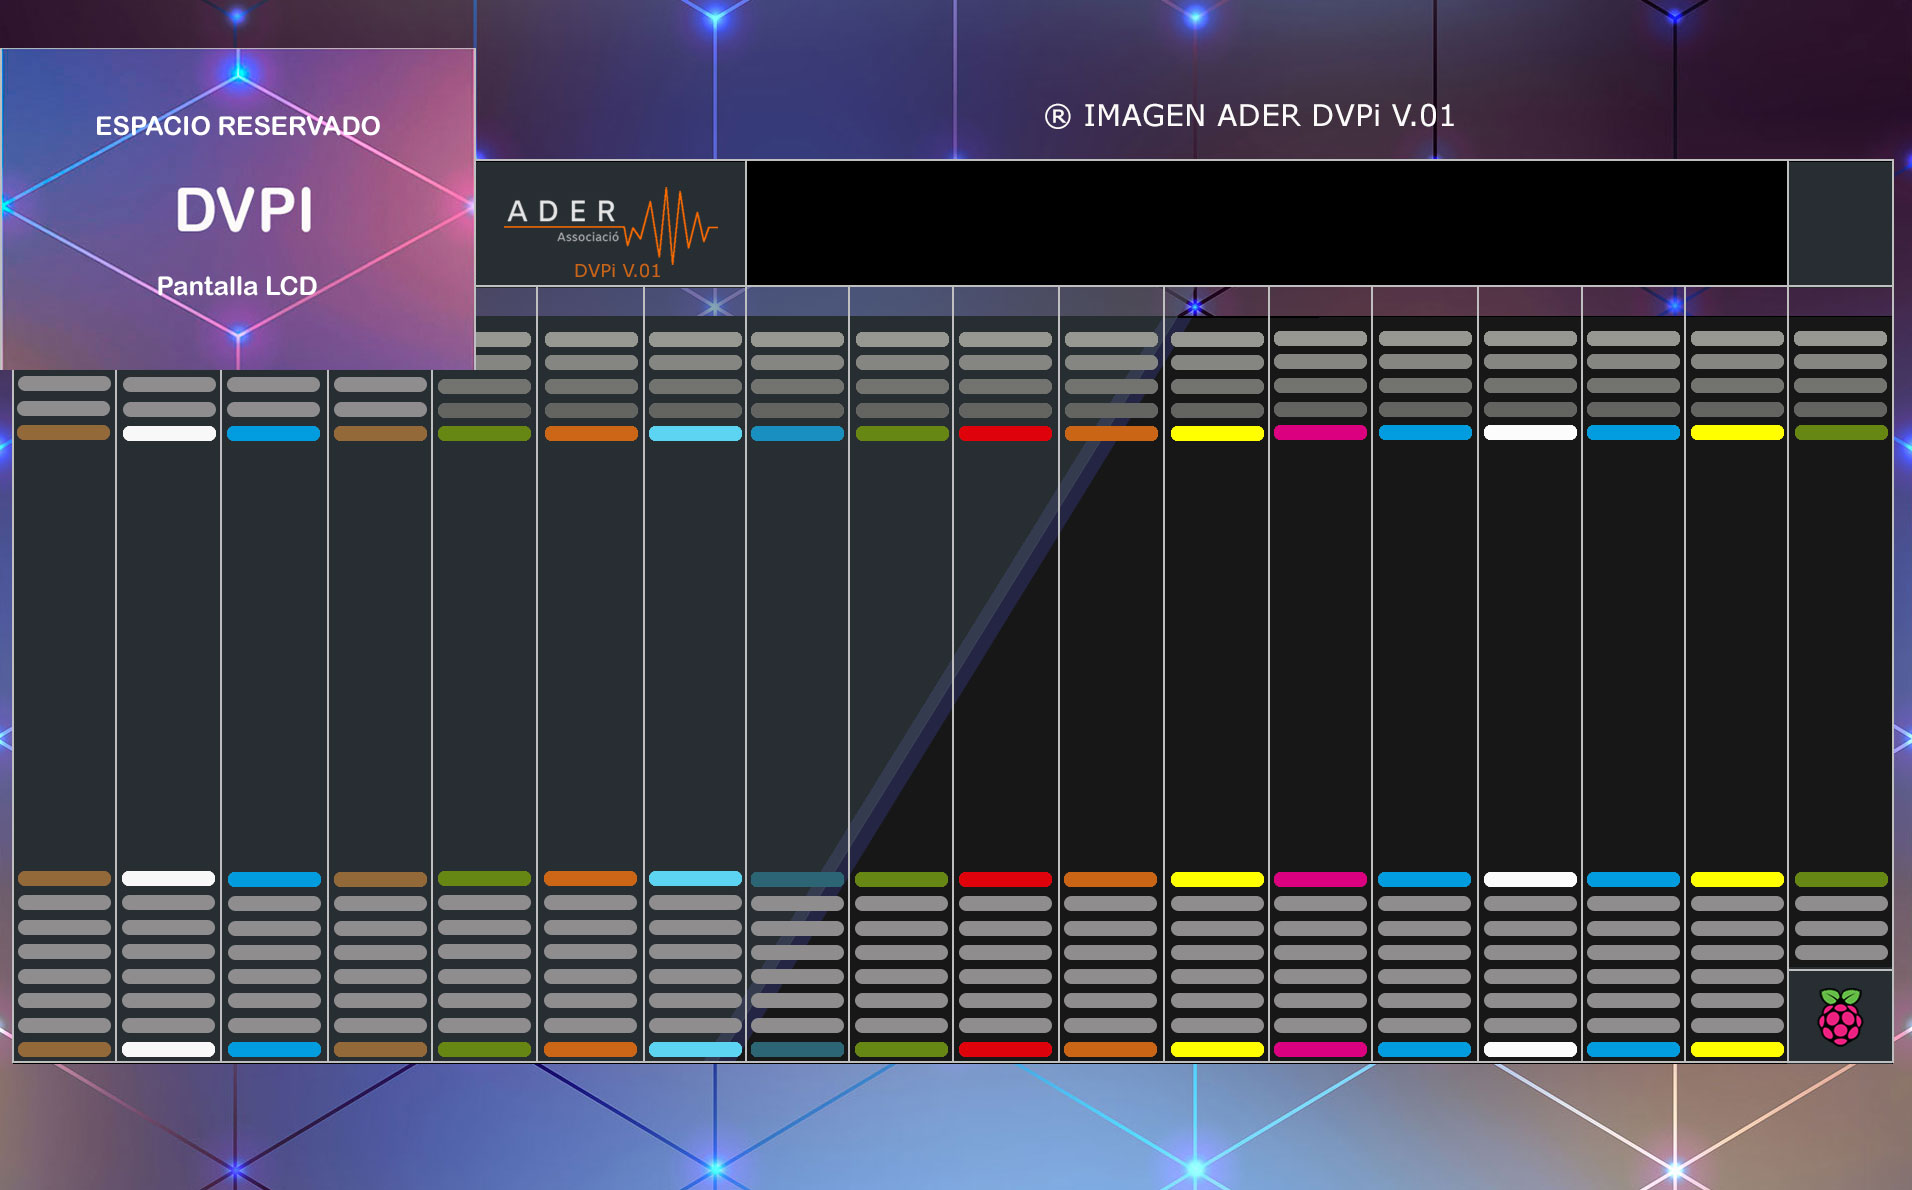 ® IMAGEN ADER DVPi V.01
ESPACIO RESERVADO
DVPI
Pantalla LCD
ADER
Associació
DVPi V.01